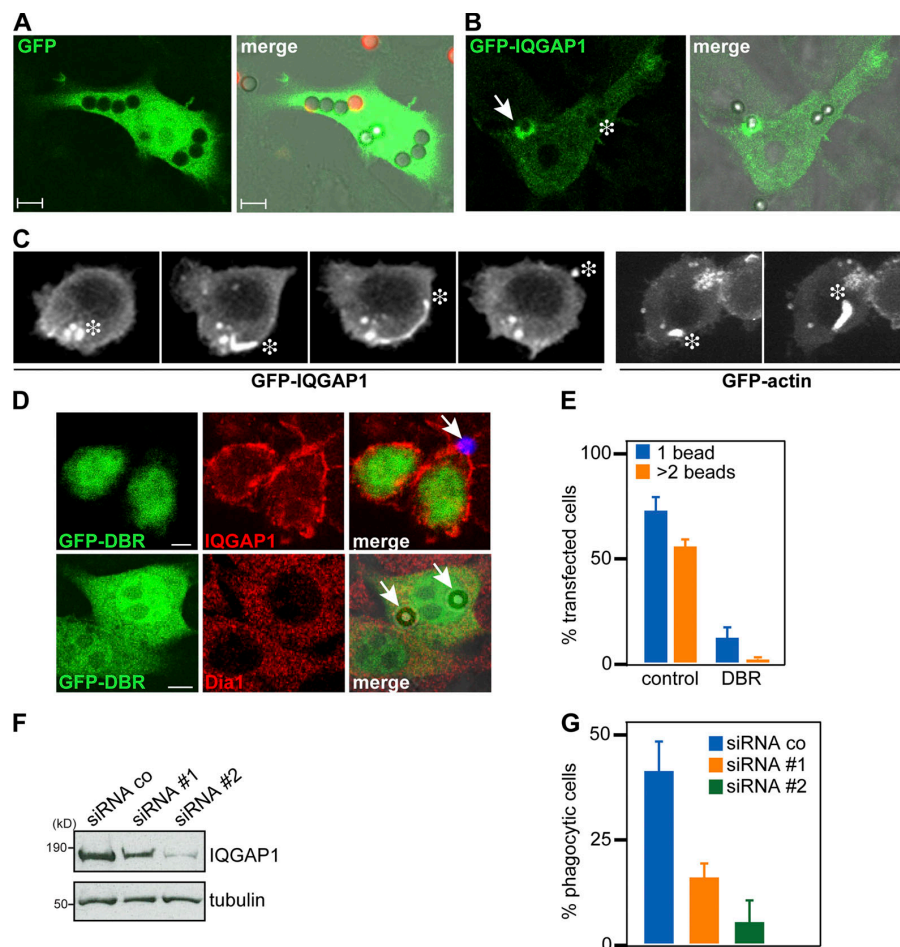 A
B
GFP
merge
GFP-IQGAP1
merge
C
GFP-IQGAP1
GFP-actin
D
GFP-DBR
IQGAP1
merge
GFP-DBR
Dia1
merge
E
100
50
0
% transfected cells
1 bead
>2 beads
control
DBR
F
siRNA co
siRNA #1
siRNA #2
(kD)
190
IQGAP1
50
tubulin
G
50
25
0
% phagocytic cells
siRNA co
siRNA #1
siRNA #2